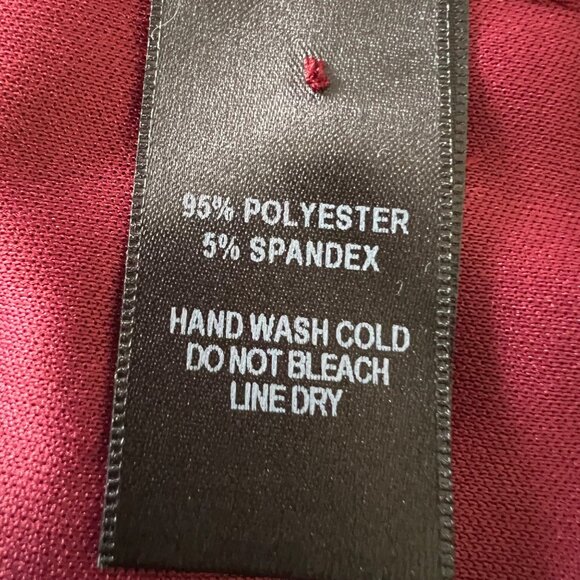 95% POLYESTER
5% SPANDEX
HAND WASH COLD
DO NOT BLEACH
LINE DRY